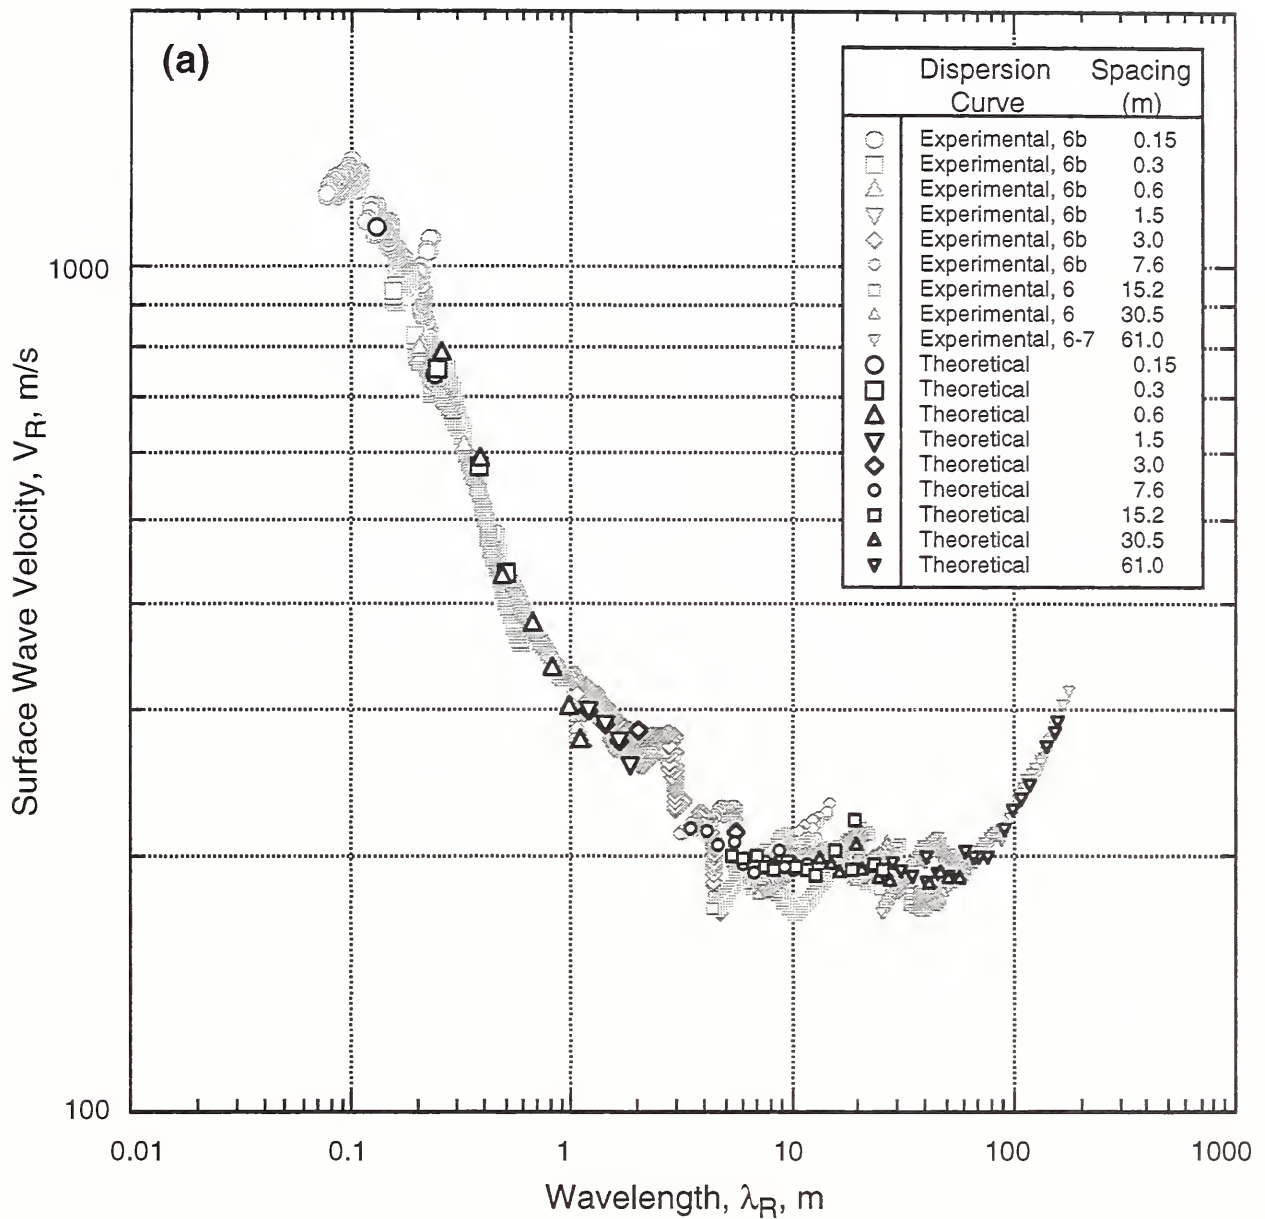 (a)
Dispersion Spacing
Curve (m)
Experimental, 6b 0.15
Experimental, 6b 0.3
Experimental, 6b 0.6
Experimental, 6b 1.5
Experimental, 6b 3.0
Experimental, 6b 7.6
Experimental, 6 15.2
Experimental, 6 30.5
Experimental, 6-7 61.0
Theoretical 0.15
Theoretical 0.3
Theoretical 0.6
Theoretical 1.5
Theoretical 3.0
Theoretical 7.6
Theoretical 15.2
Theoretical 30.5
Theoretical 61.0
Surface Wave Velocity, VR, m/s
1000
100
0.01 0.1 1 10 100 1000
Wavelength, λR, m